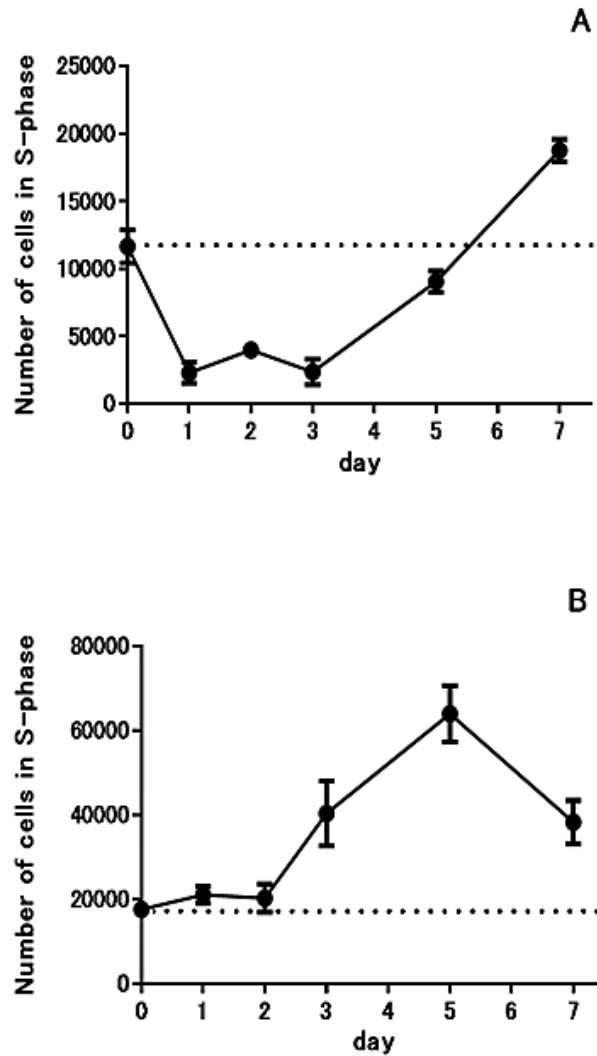 A
Number of cells in S-phase
25000
20000
15000
10000
5000
0
0 1 2 3 4 5 6 7
day
B
Number of cells in S-phase
80000
60000
40000
20000
0
0 1 2 3 5 6 7
day